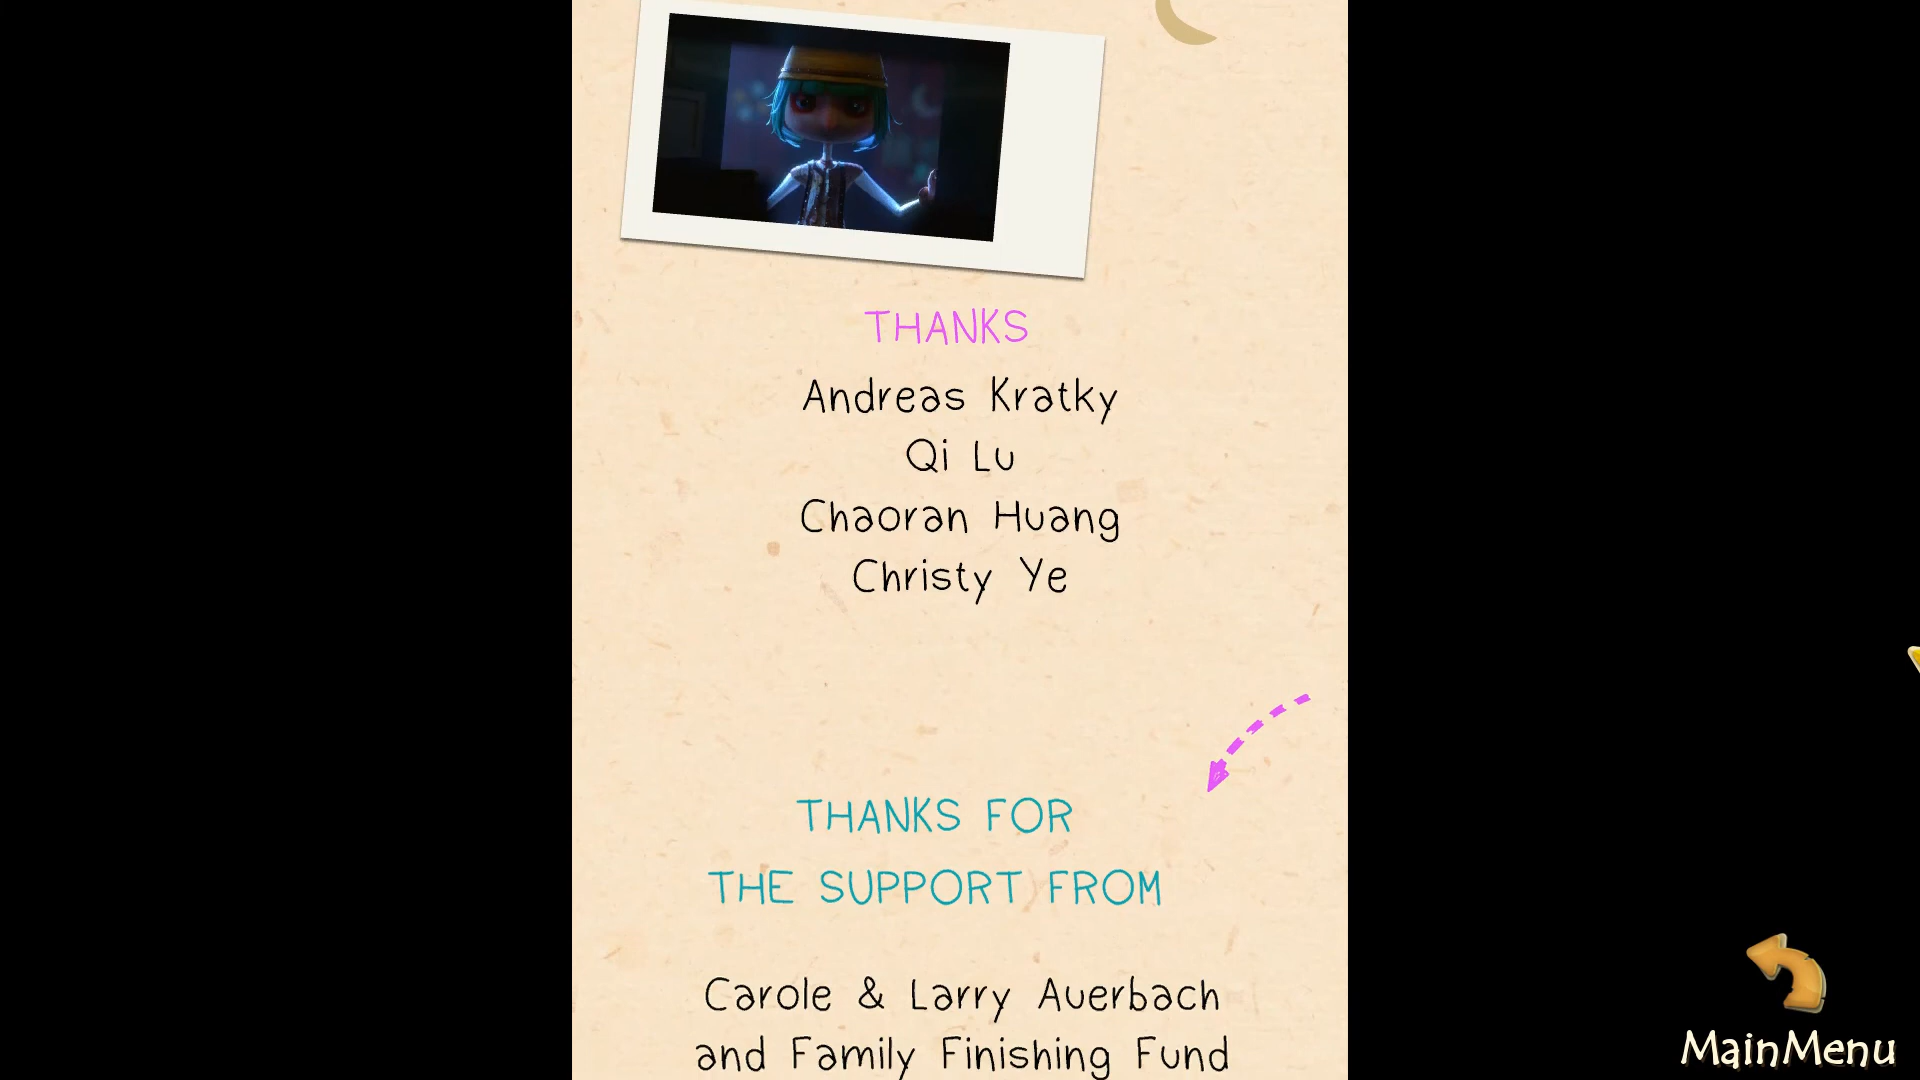 THANKS
Andreas Kratky
Qi Lu
Chaoran Huang
Christy Ye
THANKS FOR
THE SUPPORT FROM
Carole & Larry Auerbach
and Family Finishing Fund
MainMenu